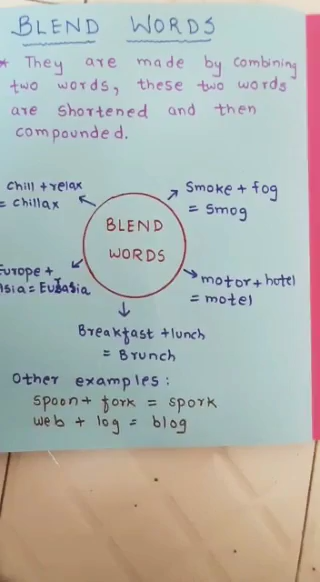 BLEND WORDS
* They are made by combining
two words, these two words
are shortened and then
compounded.
chill + relax
= chillax
Smoke + fog
= Smog
BLEND
WORDS
Europe +
Asia = Eurasia
motor + hotel
= motel
Breakfast + lunch
= Brunch
Other examples :
spoon + fork = spork
web + log = blog